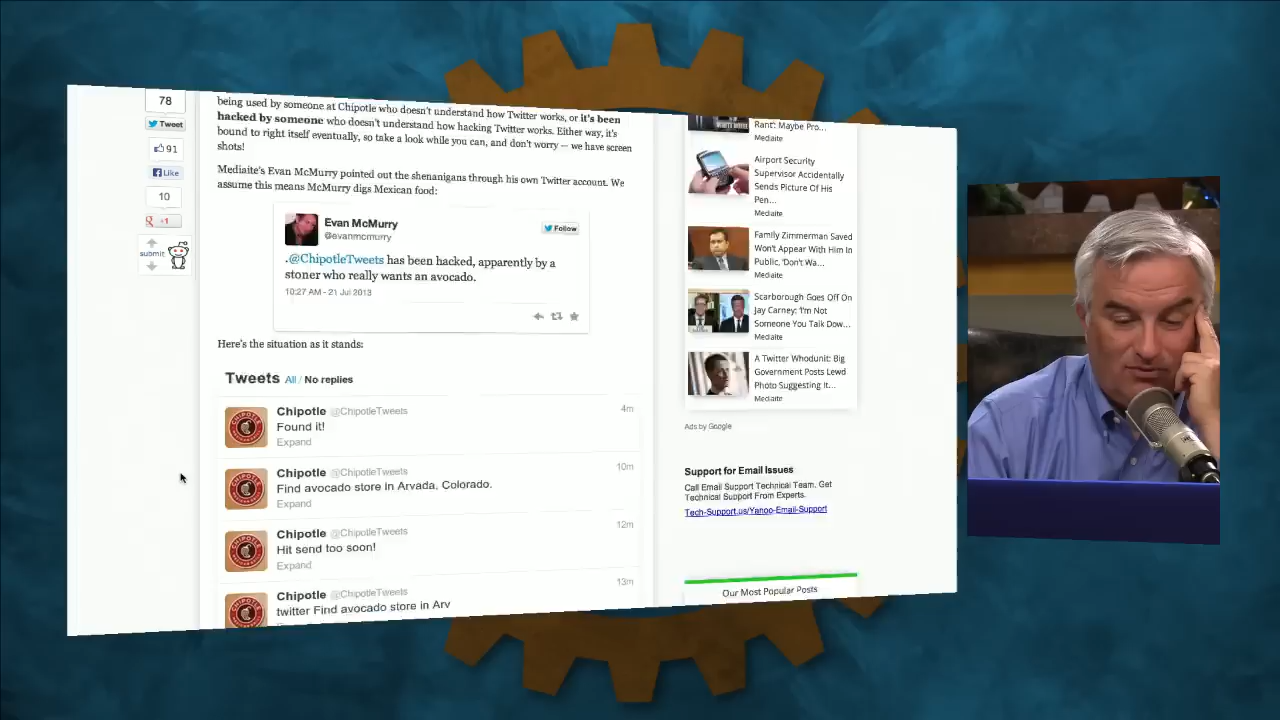 78
Tweet
91
Like
10
+1
submit
being used by someone at Chipotle who doesn't understand how Twitter works, or it's been
hacked by someone who doesn't understand how hacking Twitter works. Either way, it's
bound to right itself eventually, so take a look while you can, and don't worry — we have screen
shots!
Mediaite's Evan McMurry pointed out the shenanigans through his own Twitter account. We
assume this means McMurry digs Mexican food:
Evan McMurry
@evanmcmurry
Follow
.@ChipotleTweets has been hacked, apparently by a
stoner who really wants an avocado.
10:27 AM - 21 Jul 2013
Here's the situation as it stands:
Tweets All / No replies
Chipotle @ChipotleTweets 4m
Found it!
Expand
Chipotle @ChipotleTweets 10m
Find avocado store in Arvada, Colorado.
Expand
Chipotle @ChipotleTweets 12m
Hit send too soon!
Expand
Chipotle @ChipotleTweets 13m
twitter Find avocado store in Arv
Rant': Maybe Pro...
Mediaite
Airport Security
Supervisor Accidentally
Sends Picture Of His
Pen...
Mediaite
Family Zimmerman Saved
Won't Appear With Him In
Public, 'Don't Wa...
Mediaite
Scarborough Goes Off On
Jay Carney: 'I'm Not
Someone You Talk Dow...
Mediaite
A Twitter Whodunit: Big
Government Posts Lewd
Photo Suggesting It...
Mediaite
Ads by Google
Support for Email Issues
Call Email Support Technical Team. Get
Technical Support From Experts.
Tech-Support.us/Yahoo-Email-Support
Our Most Popular Posts